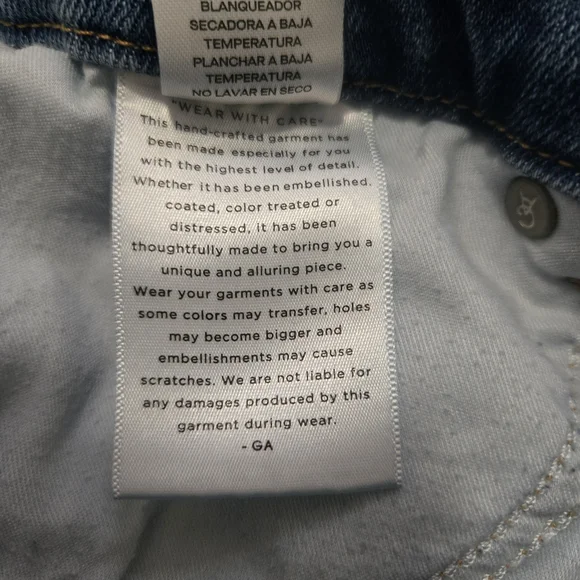 BLANQUEADOR
SECADORA A BAJA
TEMPERATURA
PLANCHAR A BAJA
TEMPERATURA
NO LAVAR EN SECO
"WEAR WITH CARE"
This hand-crafted garment has
been made especially for you
with the highest level of detail.
Whether it has been embellished,
coated, color treated or
distressed, it has been
thoughtfully made to bring you a
unique and alluring piece.
Wear your garments with care as
some colors may transfer, holes
may become bigger and
embellishments may cause
scratches. We are not liable for
any damages produced by this
garment during wear.
- GA